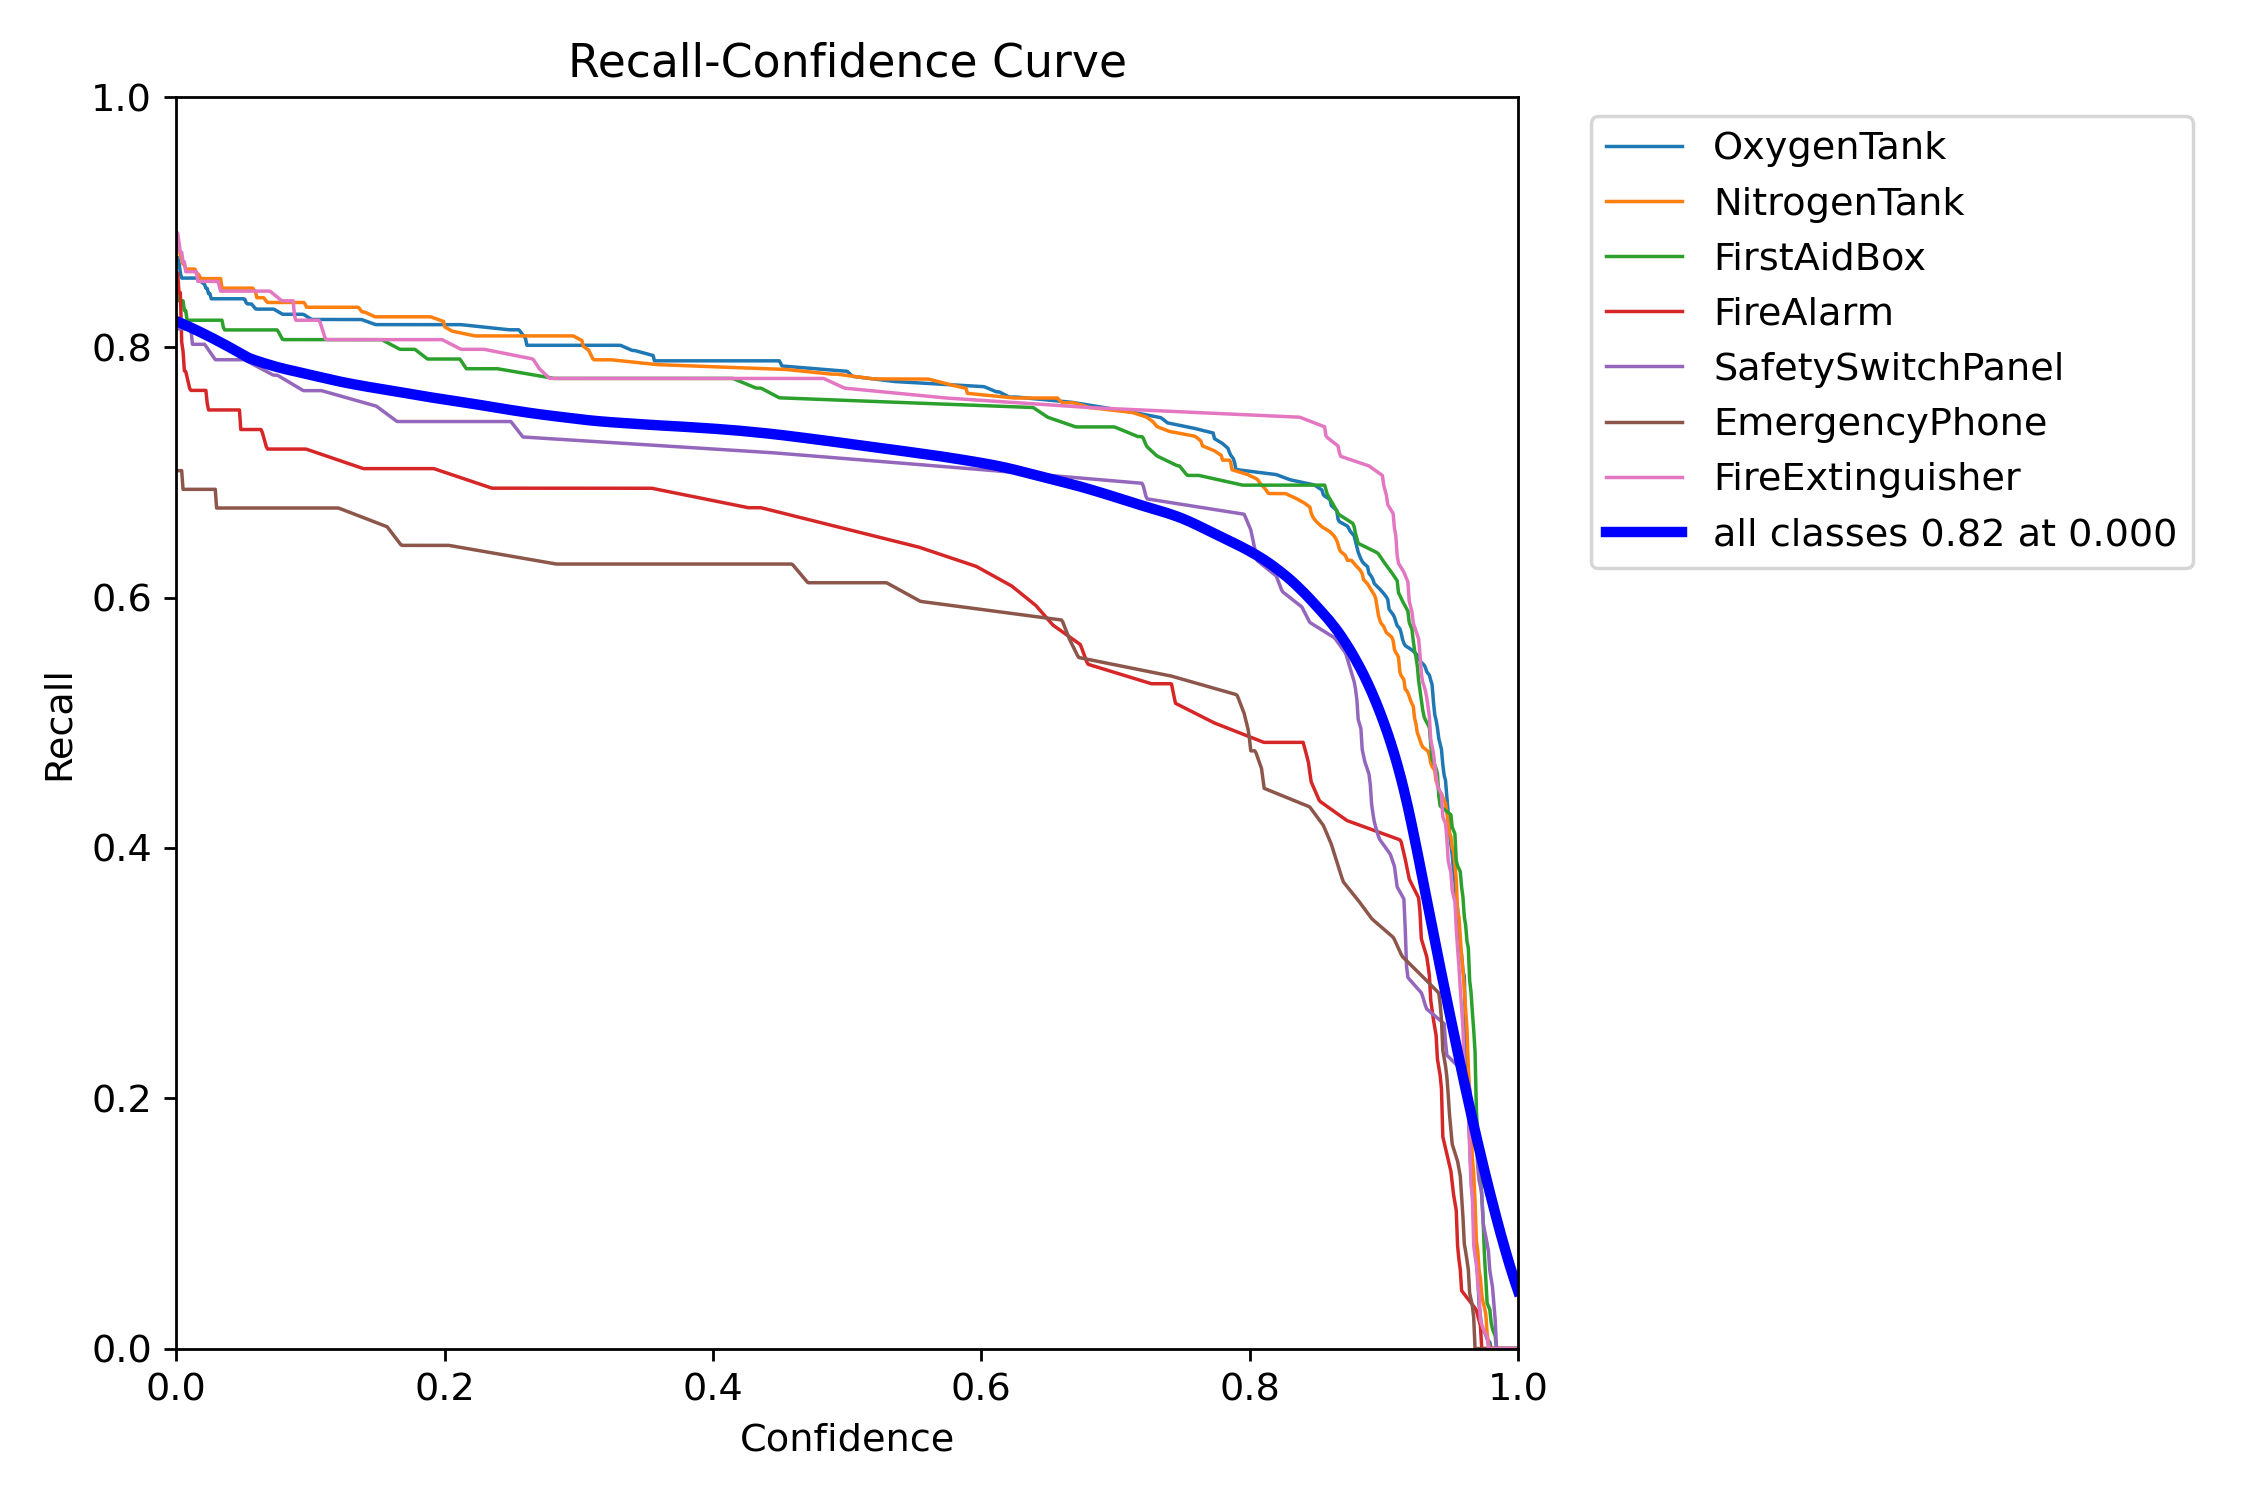 Recall-Confidence Curve
1.0
0.8
0.6
0.4
0.2
0.0
Recall
0.0 0.2 0.4 0.6 0.8 1.0
Confidence
OxygenTank
NitrogenTank
FirstAidBox
FireAlarm
SafetySwitchPanel
EmergencyPhone
FireExtinguisher
all classes 0.82 at 0.000